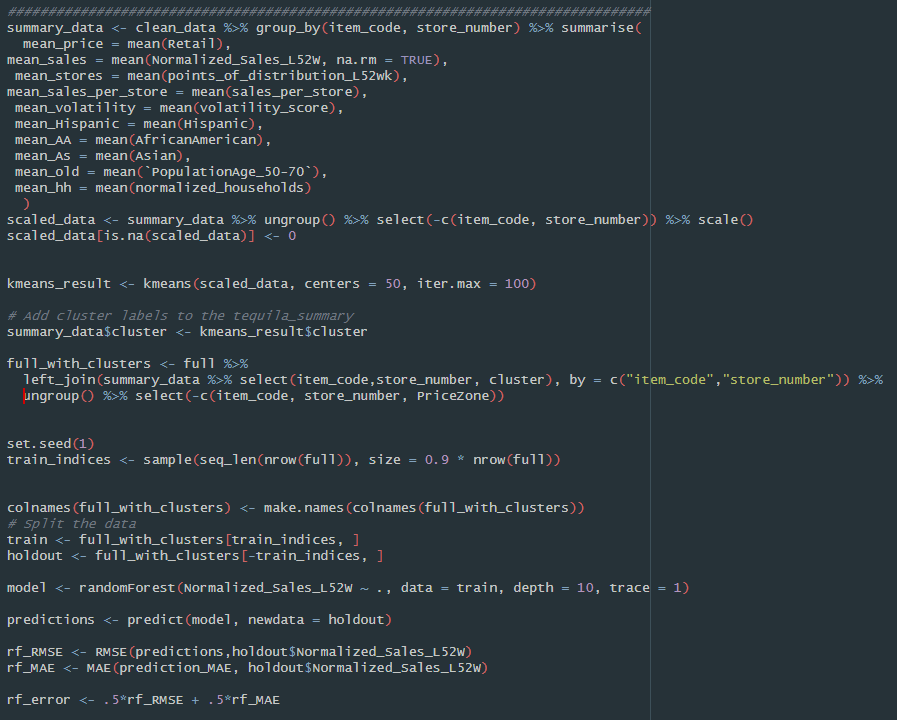 ################################################################################
summary_data <- clean_data %>% group_by(item_code, store_number) %>% summarise(
  mean_price = mean(Retail),
mean_sales = mean(Normalized_Sales_L52W, na.rm = TRUE),
 mean_stores = mean(points_of_distribution_L52wk),
mean_sales_per_store = mean(sales_per_store),
 mean_volatility = mean(volatility_score),
 mean_Hispanic = mean(Hispanic),
 mean_AA = mean(AfricanAmerican),
 mean_As = mean(Asian),
 mean_old = mean(`PopulationAge_50-70`),
 mean_hh = mean(normalized_households)
  )
scaled_data <- summary_data %>% ungroup() %>% select(-c(item_code, store_number)) %>% scale()
scaled_data[is.na(scaled_data)] <- 0
kmeans_result <- kmeans(scaled_data, centers = 50, iter.max = 100)
# Add cluster labels to the tequila_summary
summary_data$cluster <- kmeans_result$cluster
full_with_clusters <- full %>%
  left_join(summary_data %>% select(item_code,store_number, cluster), by = c("item_code","store_number")) %>%
  ungroup() %>% select(-c(item_code, store_number, PriceZone))
set.seed(1)
train_indices <- sample(seq_len(nrow(full)), size = 0.9 * nrow(full))
colnames(full_with_clusters) <- make.names(colnames(full_with_clusters))
# Split the data
train <- full_with_clusters[train_indices, ]
holdout <- full_with_clusters[-train_indices, ]
model <- randomForest(Normalized_Sales_L52W ~ ., data = train, depth = 10, trace = 1)
predictions <- predict(model, newdata = holdout)
rf_RMSE <- RMSE(predictions,holdout$Normalized_Sales_L52W)
rf_MAE <- MAE(prediction_MAE, holdout$Normalized_Sales_L52W)
rf_error <- .5*rf_RMSE + .5*rf_MAE